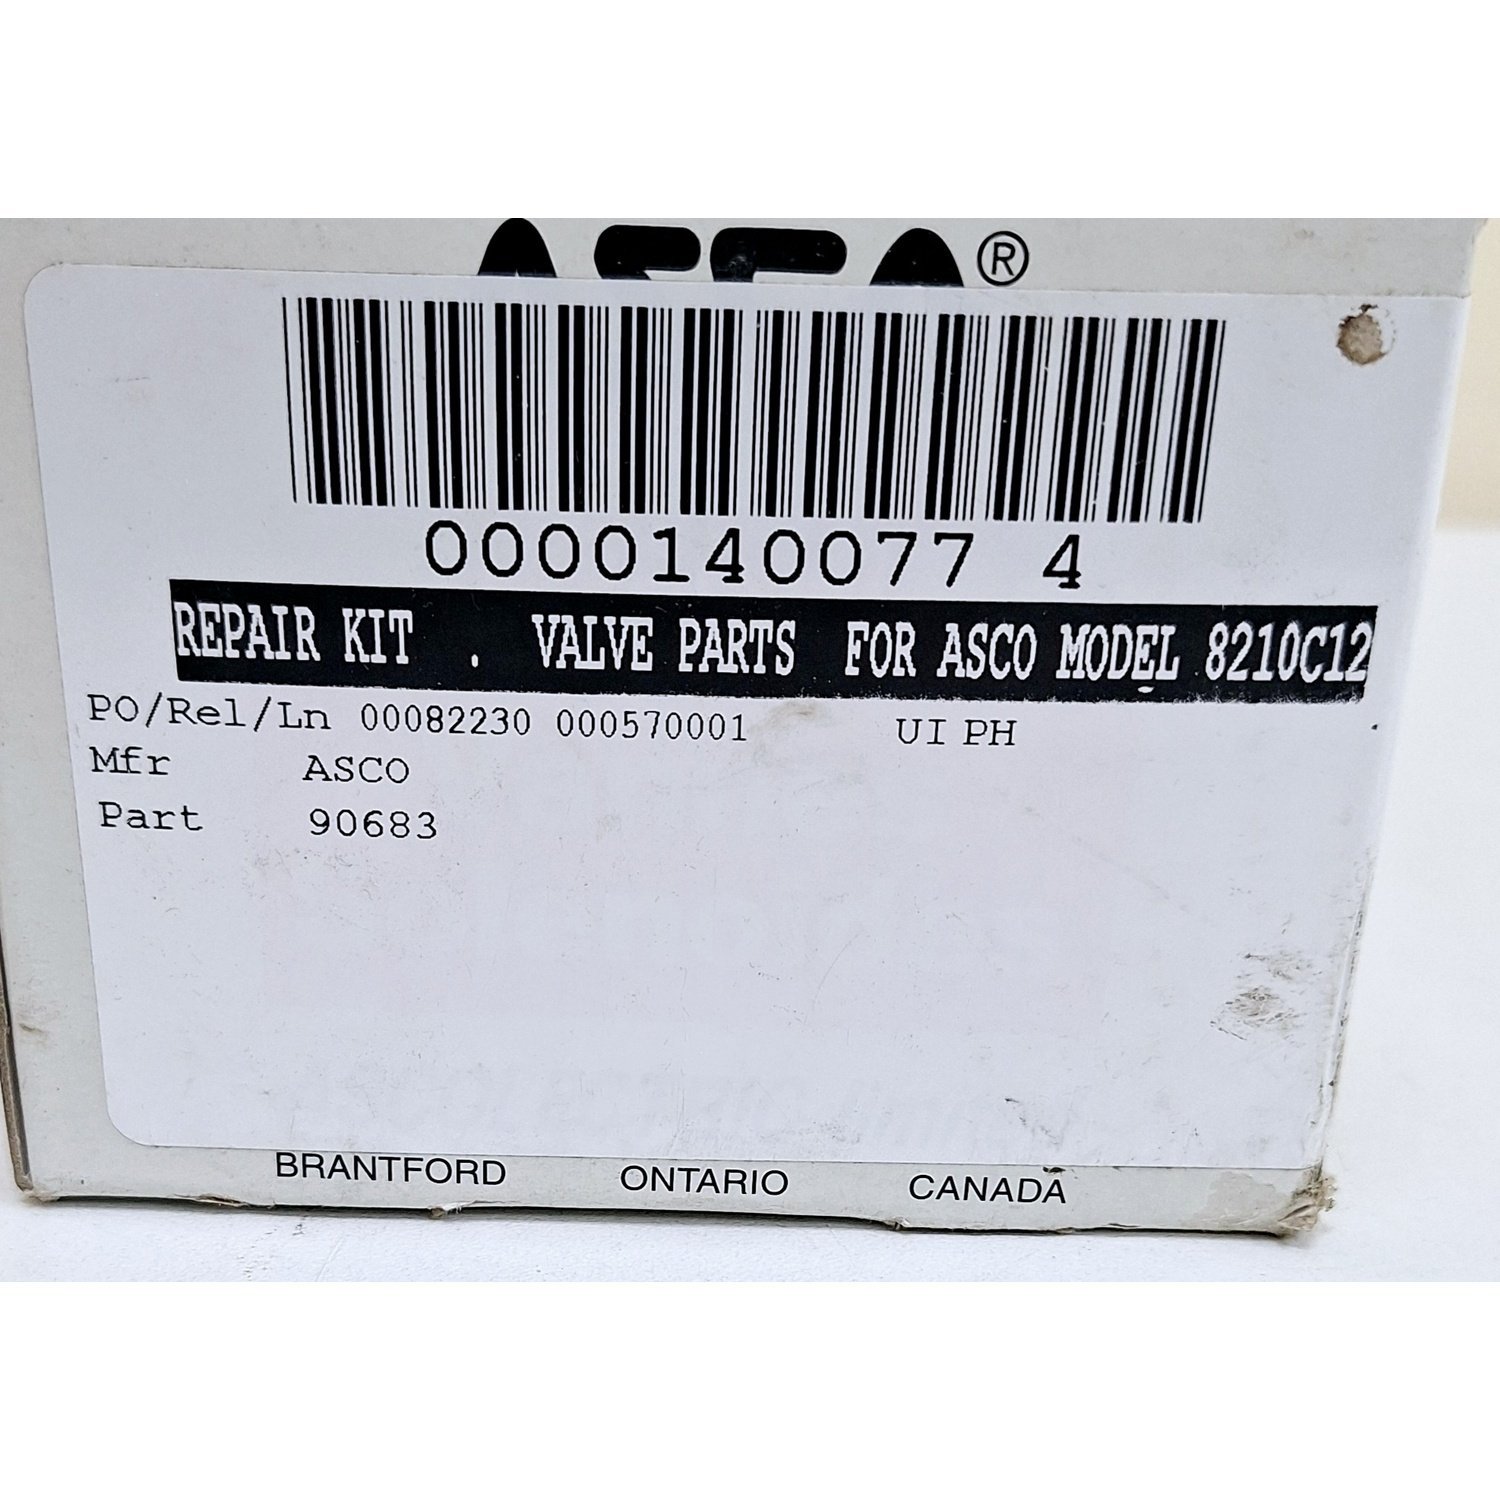 ASCO®
0000140077 4
REPAIR KIT . VALVE PARTS FOR ASCO MODEL 8210C12
PO/Rel/Ln 00082230 000570001 UI PH
Mfr ASCO
Part 90683
BRANTFORD ONTARIO CANADA